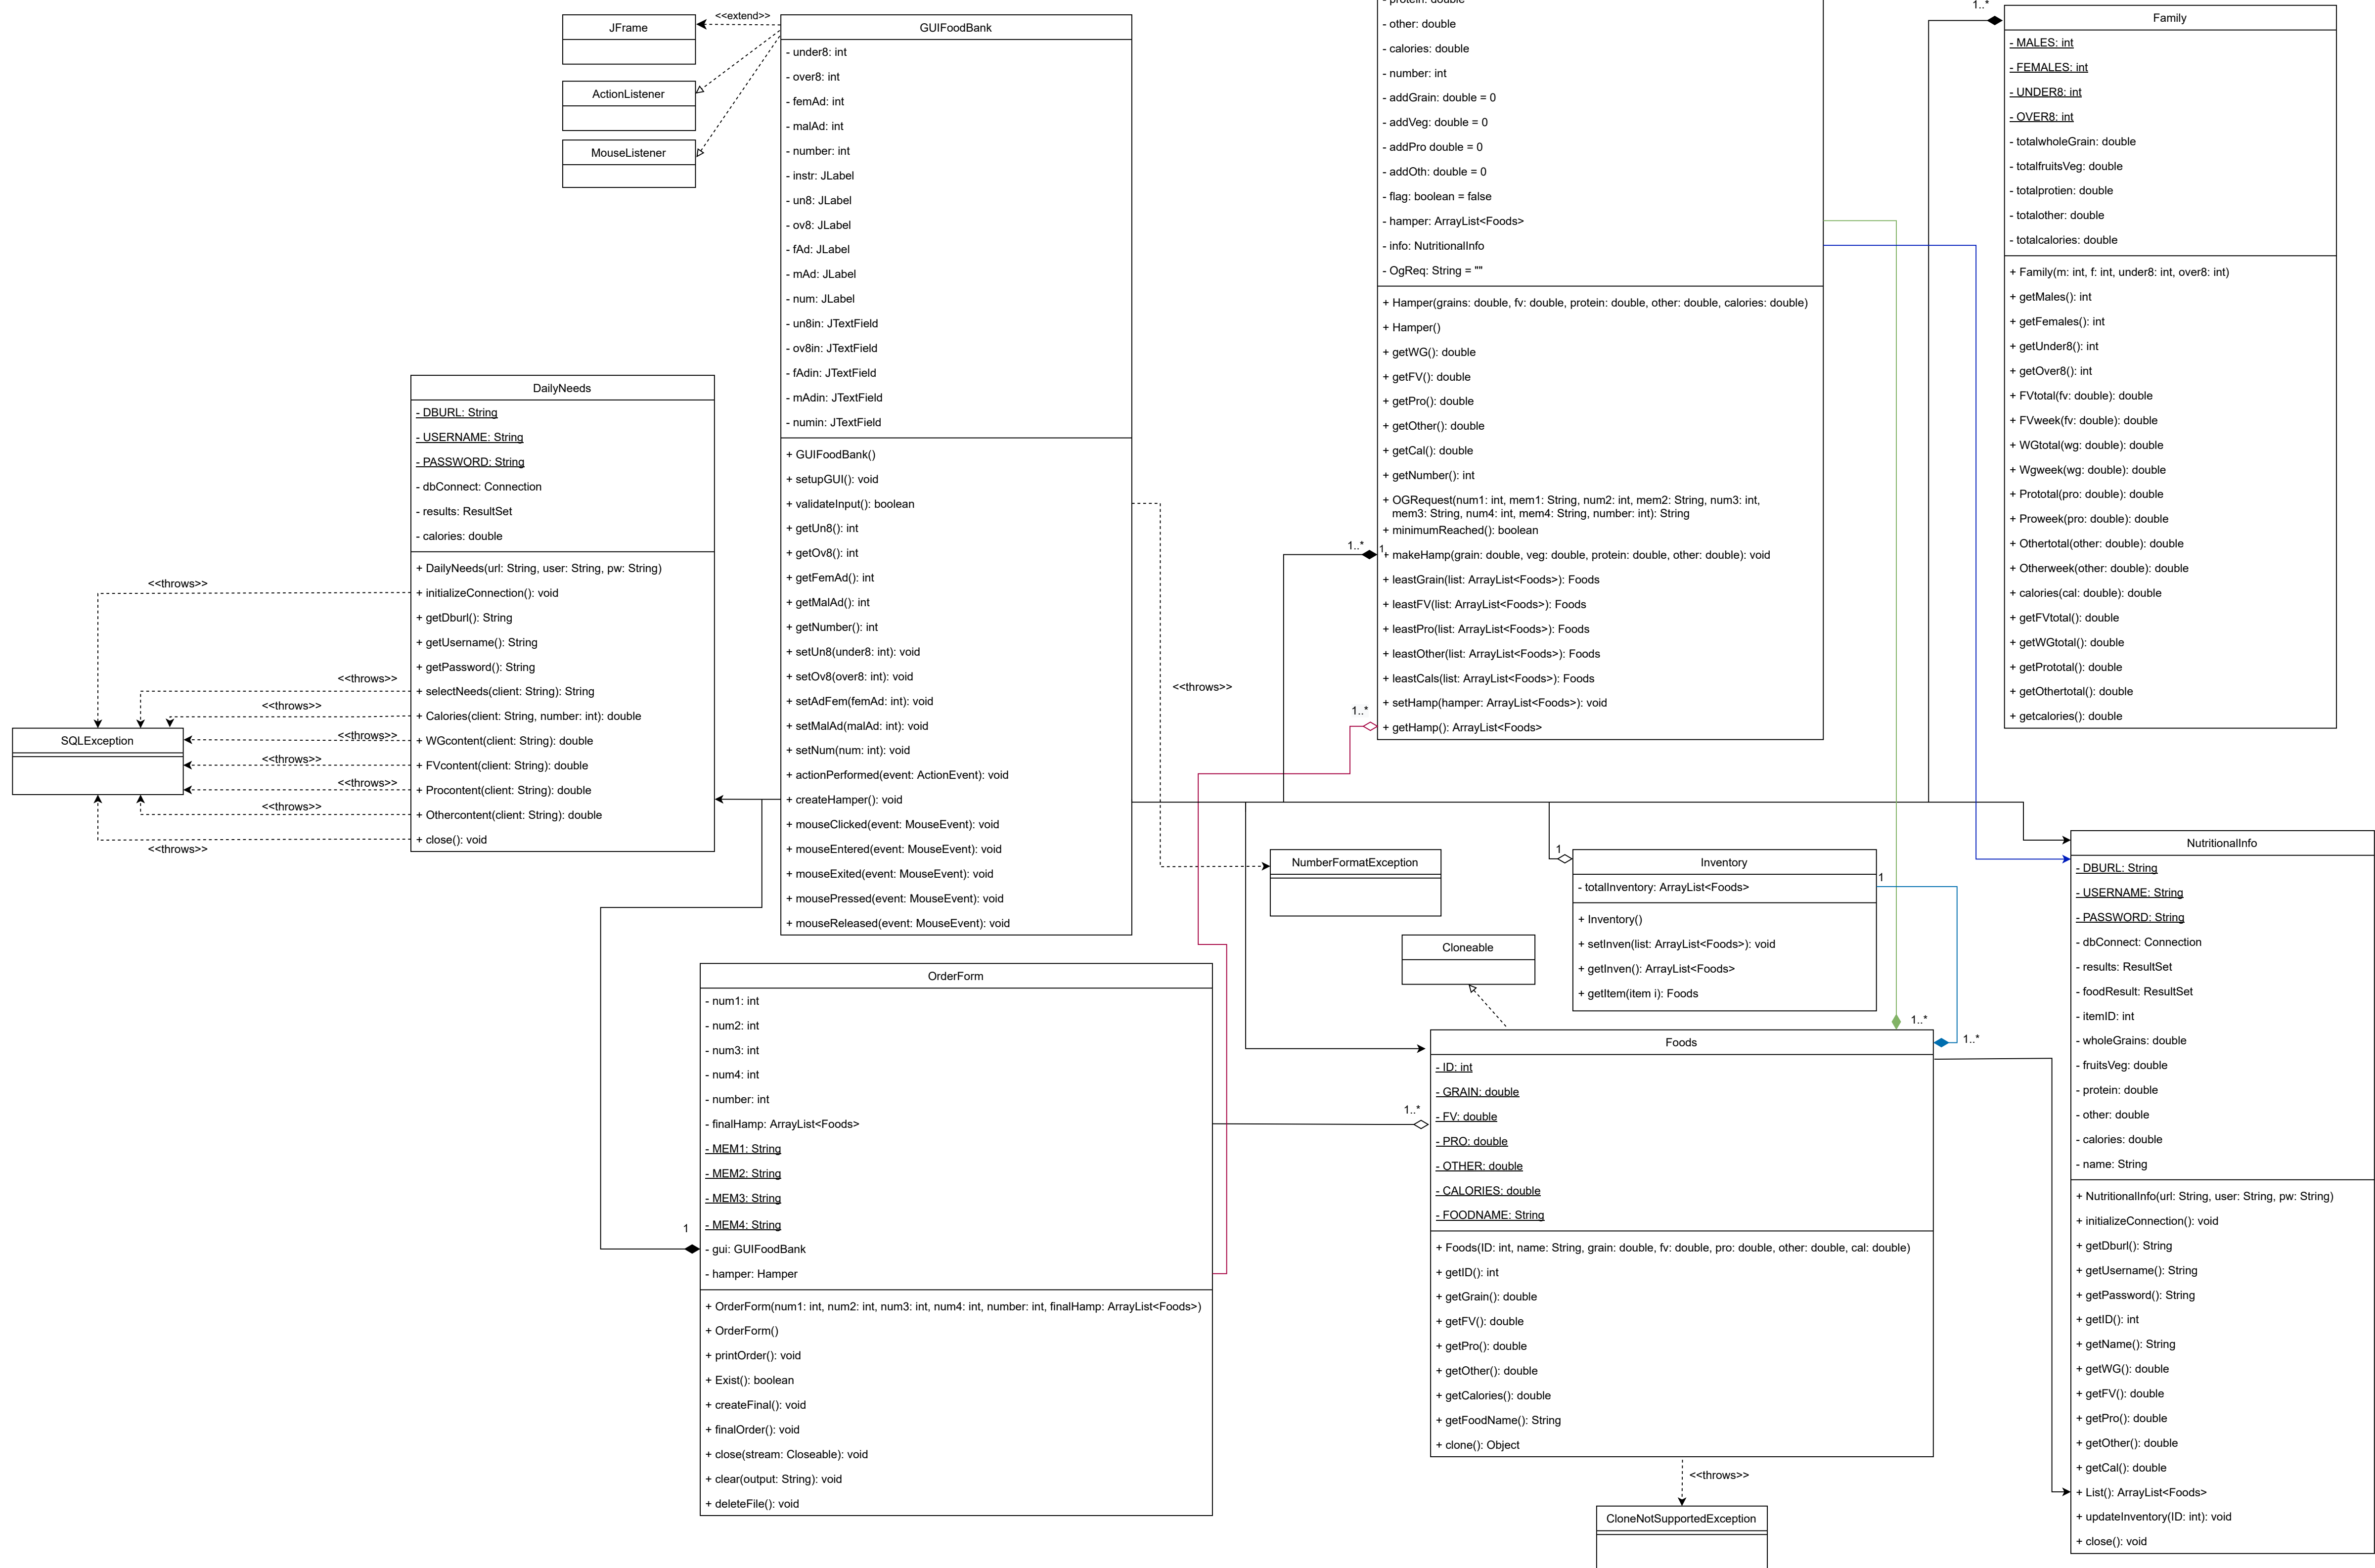 JFrame
<<extend>>
ActionListener
MouseListener
GUIFoodBank
- under8: int
- over8: int
- femAd: int
- malAd: int
- number: int
- instr: JLabel
- un8: JLabel
- ov8: JLabel
- fAd: JLabel
- mAd: JLabel
- num: JLabel
- un8in: JTextField
- ov8in: JTextField
- fAdin: JTextField
- mAdin: JTextField
- numin: JTextField
+ GUIFoodBank()
+ setupGUI(): void
+ validateInput(): boolean
+ getUn8(): int
+ getOv8(): int
+ getFemAd(): int
+ getMalAd(): int
+ getNumber(): int
+ setUn8(under8: int): void
+ setOv8(over8: int): void
+ setAdFem(femAd: int): void
+ setMalAd(malAd: int): void
+ setNum(num: int): void
+ actionPerformed(event: ActionEvent): void
+ createHamper(): void
+ mouseClicked(event: MouseEvent): void
+ mouseEntered(event: MouseEvent): void
+ mouseExited(event: MouseEvent): void
+ mousePressed(event: MouseEvent): void
+ mouseReleased(event: MouseEvent): void
- protein: double
- other: double
- calories: double
- number: int
- addGrain: double = 0
- addVeg: double = 0
- addPro double = 0
- addOth: double = 0
- flag: boolean = false
- hamper: ArrayList<Foods>
- info: NutritionalInfo
- OgReq: String = ""
+ Hamper(grains: double, fv: double, protein: double, other: double, calories: double)
+ Hamper()
+ getWG(): double
+ getFV(): double
+ getPro(): double
+ getOther(): double
+ getCal(): double
+ getNumber(): int
+ OGRequest(num1: int, mem1: String, num2: int, mem2: String, num3: int,
mem3: String, num4: int, mem4: String, number: int): String
+ minimumReached(): boolean
1..*
1
+ makeHamp(grain: double, veg: double, protein: double, other: double): void
+ leastGrain(list: ArrayList<Foods>): Foods
+ leastFV(list: ArrayList<Foods>): Foods
+ leastPro(list: ArrayList<Foods>): Foods
+ leastOther(list: ArrayList<Foods>): Foods
+ leastCals(list: ArrayList<Foods>): Foods
+ setHamp(hamper: ArrayList<Foods>): void
1..*
+ getHamp(): ArrayList<Foods>
1..*
Family
- MALES: int
- FEMALES: int
- UNDER8: int
- OVER8: int
- totalwholeGrain: double
- totalfruitsVeg: double
- totalprotien: double
- totalother: double
- totalcalories: double
+ Family(m: int, f: int, under8: int, over8: int)
+ getMales(): int
+ getFemales(): int
+ getUnder8(): int
+ getOver8(): int
+ FVtotal(fv: double): double
+ FVweek(fv: double): double
+ WGtotal(wg: double): double
+ Wgweek(wg: double): double
+ Prototal(pro: double): double
+ Proweek(pro: double): double
+ Othertotal(other: double): double
+ Otherweek(other: double): double
+ calories(cal: double): double
+ getFVtotal(): double
+ getWGtotal(): double
+ getPrototal(): double
+ getOthertotal(): double
+ getcalories(): double
DailyNeeds
- DBURL: String
- USERNAME: String
- PASSWORD: String
- dbConnect: Connection
- results: ResultSet
- calories: double
+ DailyNeeds(url: String, user: String, pw: String)
+ initializeConnection(): void
+ getDburl(): String
+ getUsername(): String
+ getPassword(): String
+ selectNeeds(client: String): String
+ Calories(client: String, number: int): double
+ WGcontent(client: String): double
+ FVcontent(client: String): double
+ Procontent(client: String): double
+ Othercontent(client: String): double
+ close(): void
<<throws>>
<<throws>>
<<throws>>
<<throws>>
<<throws>>
<<throws>>
<<throws>>
<<throws>>
SQLException
<<throws>>
NumberFormatException
1
Inventory
- totalInventory: ArrayList<Foods>
+ Inventory()
+ setInven(list: ArrayList<Foods>): void
+ getInven(): ArrayList<Foods>
+ getItem(item i): Foods
1
1..*
1..*
Cloneable
OrderForm
- num1: int
- num2: int
- num3: int
- num4: int
- number: int
- finalHamp: ArrayList<Foods>
- MEM1: String
- MEM2: String
- MEM3: String
- MEM4: String
1
- gui: GUIFoodBank
- hamper: Hamper
+ OrderForm(num1: int, num2: int, num3: int, num4: int, number: int, finalHamp: ArrayList<Foods>)
+ OrderForm()
+ printOrder(): void
+ Exist(): boolean
+ createFinal(): void
+ finalOrder(): void
+ close(stream: Closeable): void
+ clear(output: String): void
+ deleteFile(): void
Foods
- ID: int
- GRAIN: double
1..*
- FV: double
- PRO: double
- OTHER: double
- CALORIES: double
- FOODNAME: String
+ Foods(ID: int, name: String, grain: double, fv: double, pro: double, other: double, cal: double)
+ getID(): int
+ getGrain(): double
+ getFV(): double
+ getPro(): double
+ getOther(): double
+ getCalories(): double
+ getFoodName(): String
+ clone(): Object
<<throws>>
CloneNotSupportedException
NutritionalInfo
- DBURL: String
- USERNAME: String
- PASSWORD: String
- dbConnect: Connection
- results: ResultSet
- foodResult: ResultSet
- itemID: int
- wholeGrains: double
- fruitsVeg: double
- protein: double
- other: double
- calories: double
- name: String
+ NutritionalInfo(url: String, user: String, pw: String)
+ initializeConnection(): void
+ getDburl(): String
+ getUsername(): String
+ getPassword(): String
+ getID(): int
+ getName(): String
+ getWG(): double
+ getFV(): double
+ getPro(): double
+ getOther(): double
+ getCal(): double
+ List(): ArrayList<Foods>
+ updateInventory(ID: int): void
+ close(): void